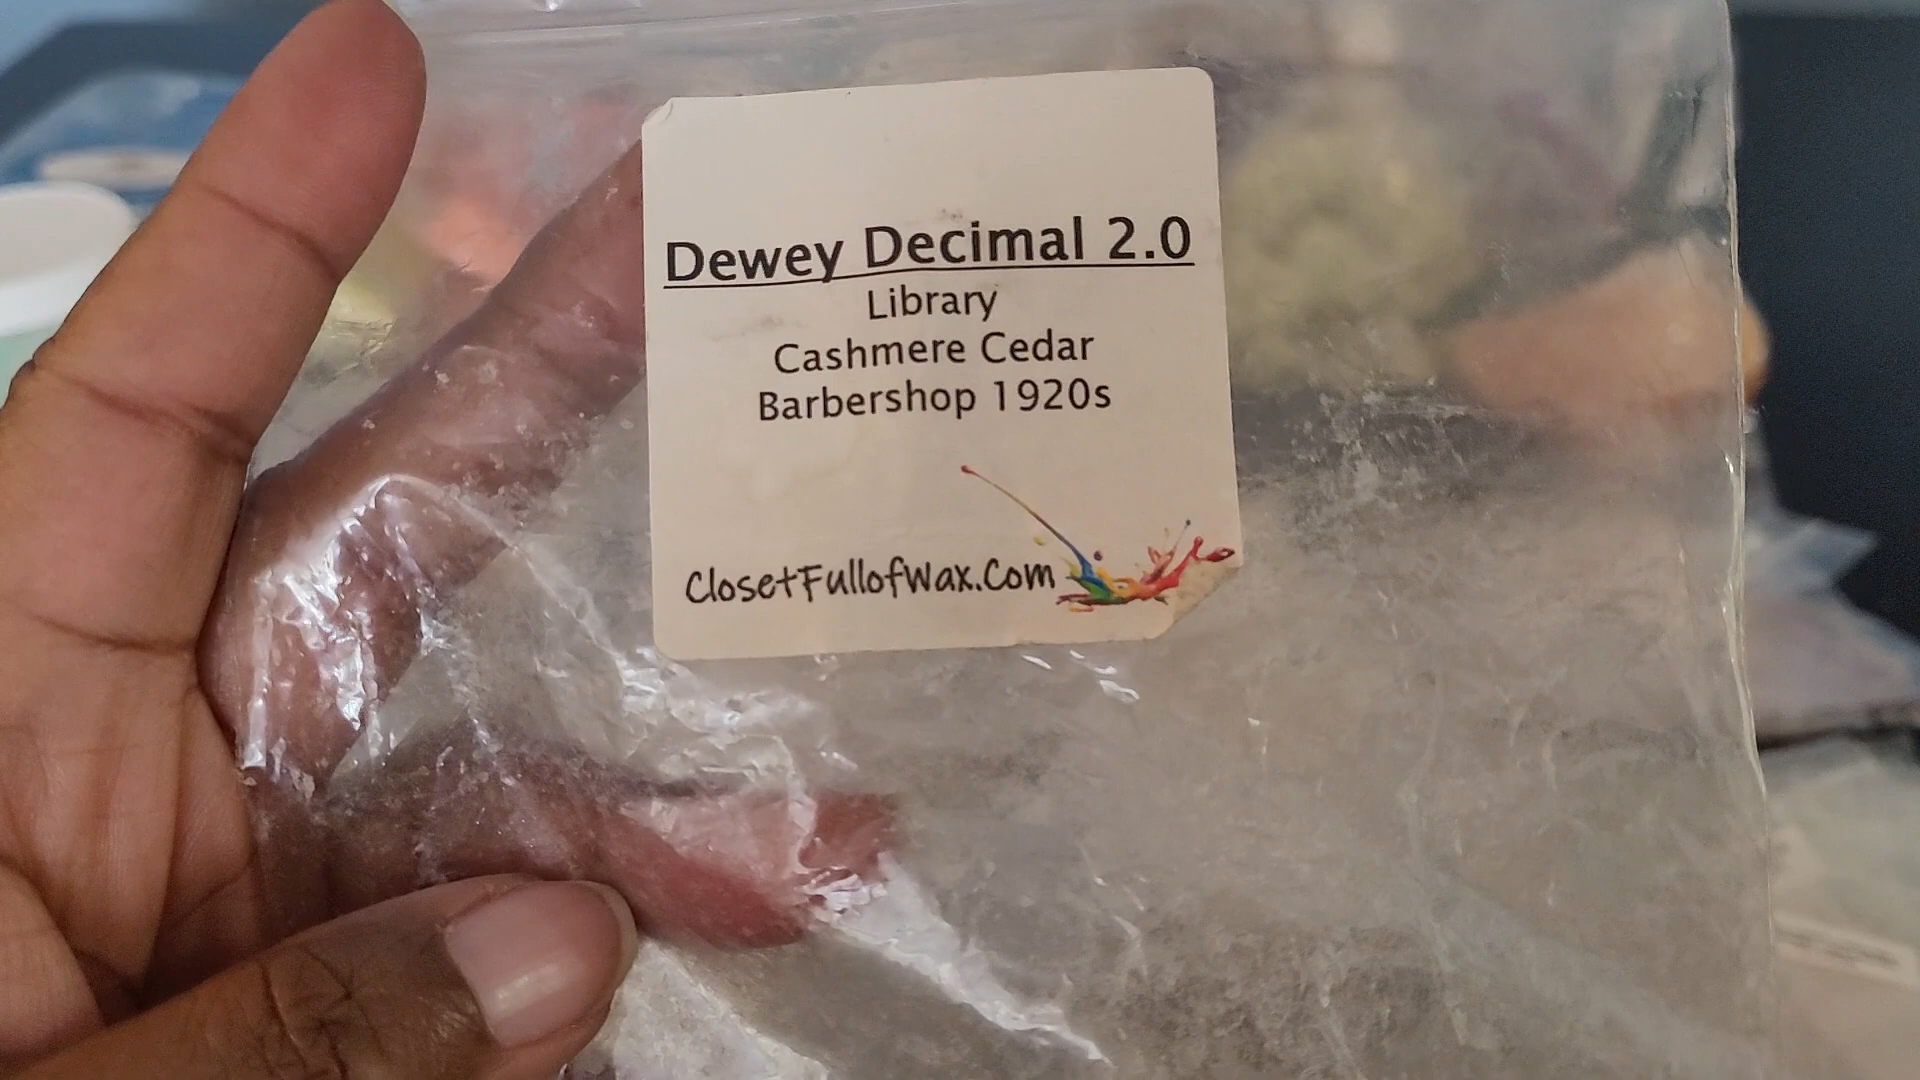 Dewey Decimal 2.0
Library
Cashmere Cedar
Barbershop 1920s
ClosetFullofWax.Com